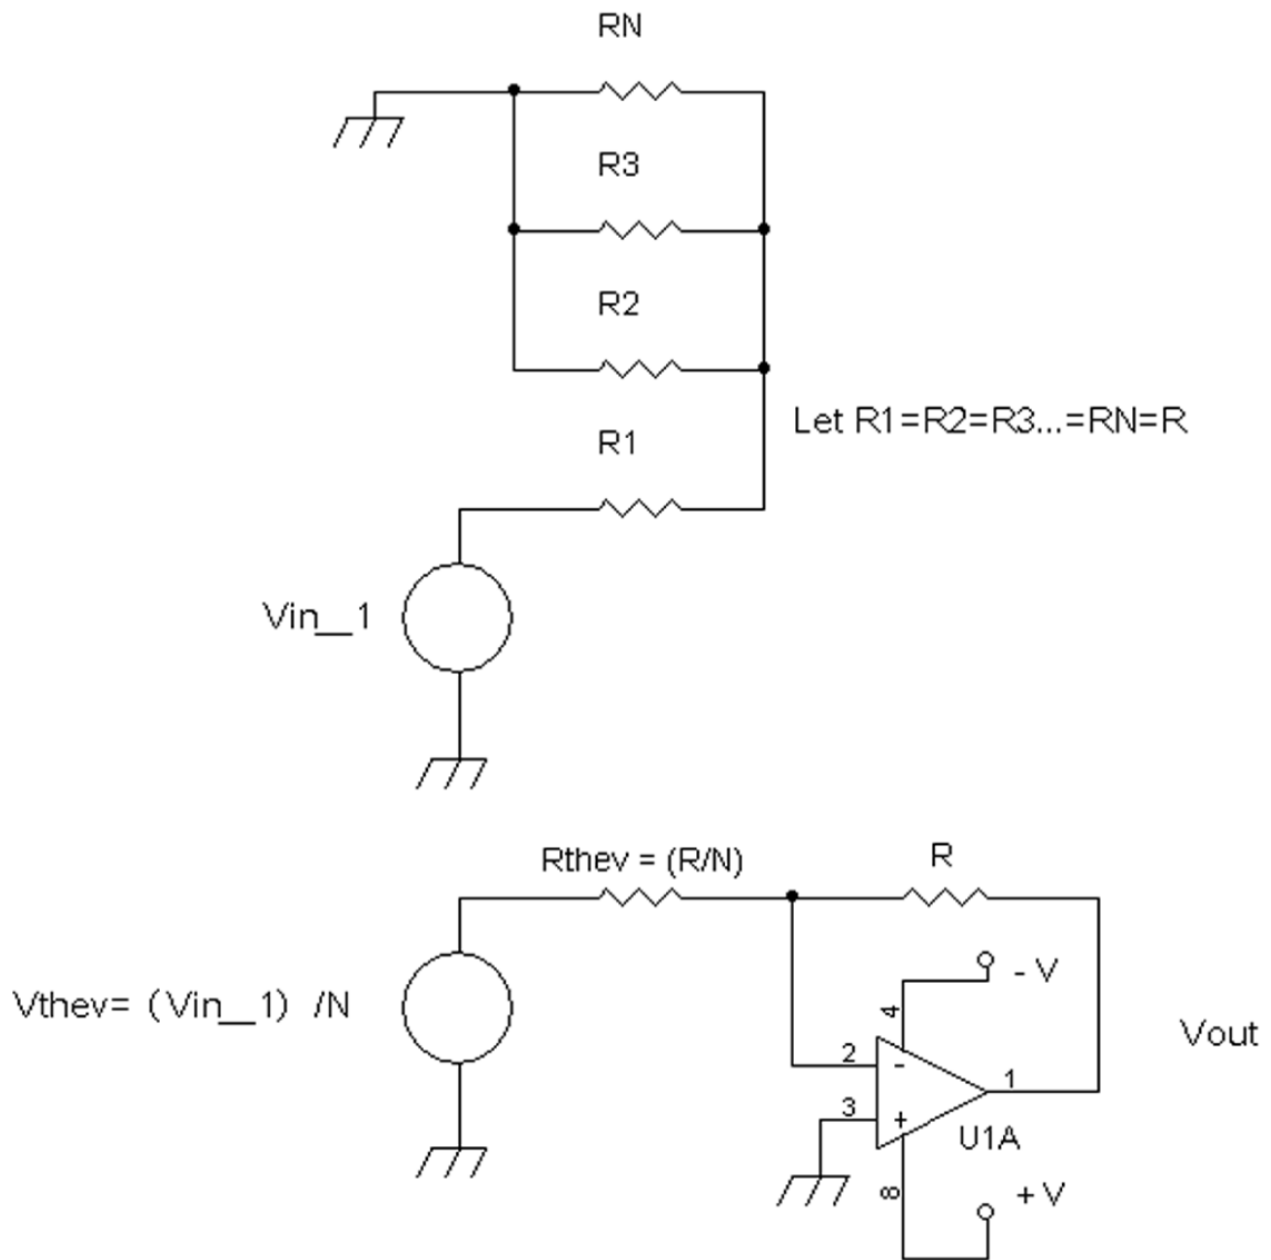 RN
R3
R2
Let R1=R2=R3...=RN=R
R1
Vin__1
Rthev = (R/N)
R
- V
4
Vthev= (Vin__1) /N
Vout
2
-
1
3
+
U1A
8
+ V